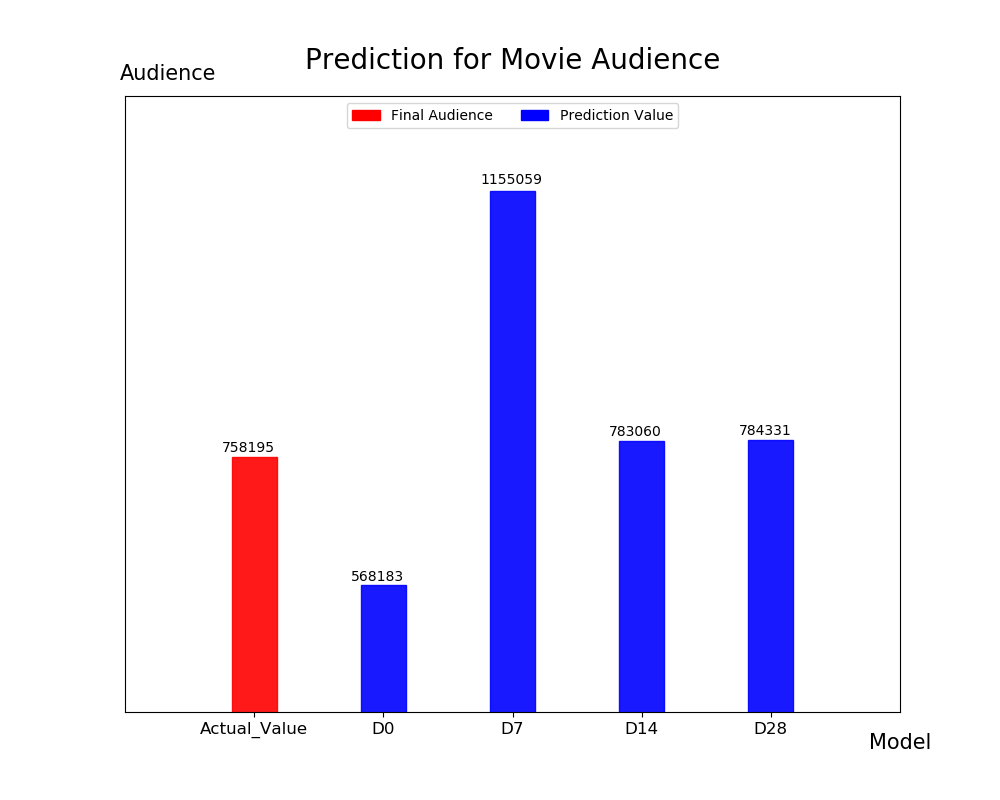 Prediction for Movie Audience
Audience
Final Audience Prediction Value
1155059
758195
568183
783060
784331
Actual_Value D0 D7 D14 D28
Model